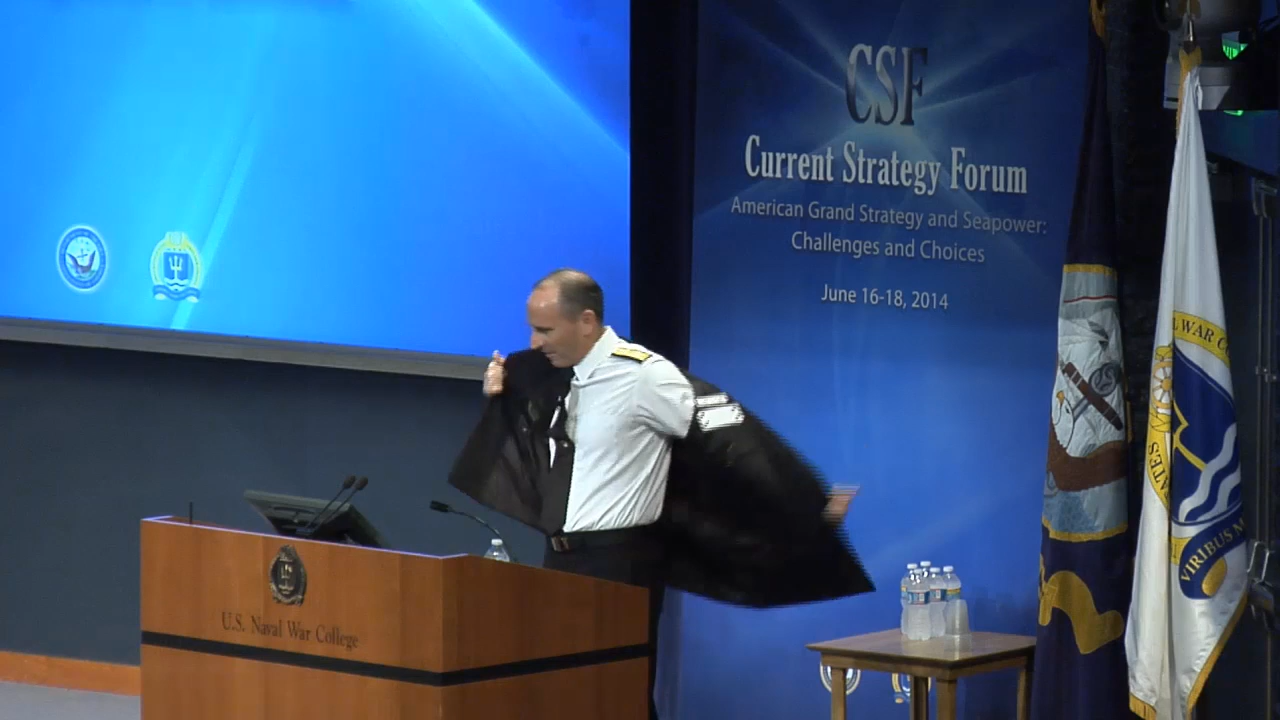 CSF
Current Strategy Forum
American Grand Strategy and Seapower:
Challenges and Choices
June 16-18, 2014
WAR
VIRIBUS
U.S. Naval War College